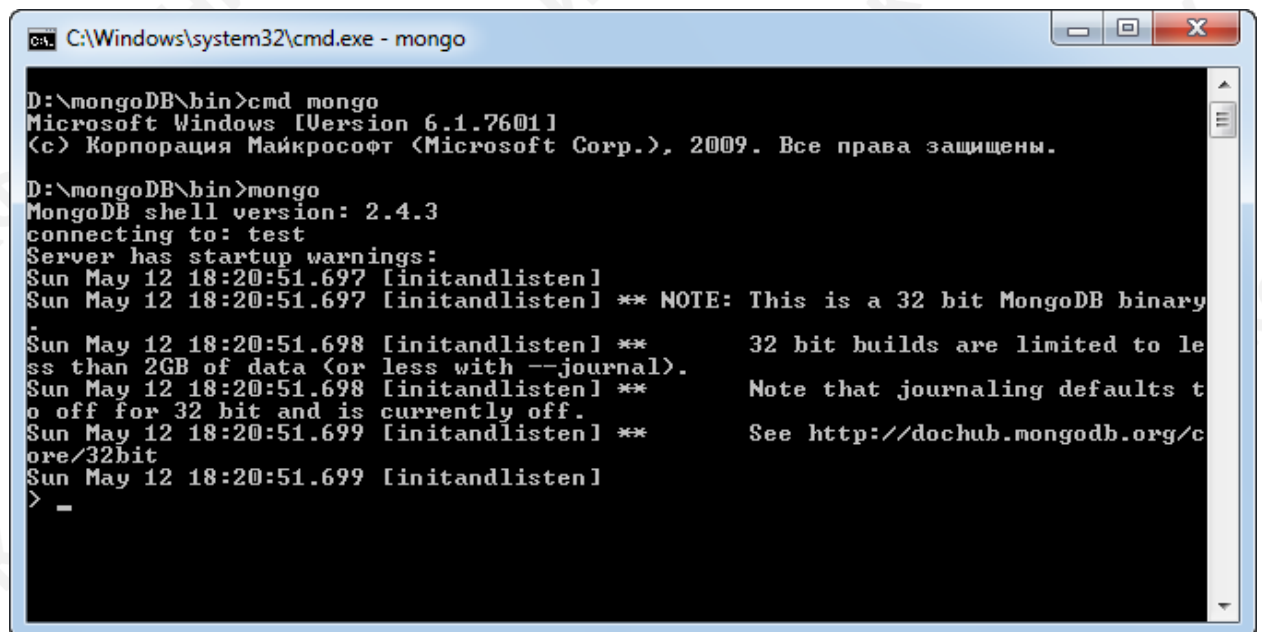 C:\Windows\system32\cmd.exe - mongo
D:\mongoDB\bin>cmd mongo
Microsoft Windows [Version 6.1.7601]
(c) Корпорация Майкрософт (Microsoft Corp.), 2009. Все права защищены.
D:\mongoDB\bin>mongo
MongoDB shell version: 2.4.3
connecting to: test
Server has startup warnings:
Sun May 12 18:20:51.697 [initandlisten]
Sun May 12 18:20:51.697 [initandlisten] ** NOTE: This is a 32 bit MongoDB binary
.
Sun May 12 18:20:51.698 [initandlisten] **       32 bit builds are limited to le
ss than 2GB of data (or less with --journal).
Sun May 12 18:20:51.698 [initandlisten] **       Note that journaling defaults t
o off for 32 bit and is currently off.
Sun May 12 18:20:51.699 [initandlisten] **       See http://dochub.mongodb.org/c
ore/32bit
Sun May 12 18:20:51.699 [initandlisten]
> _